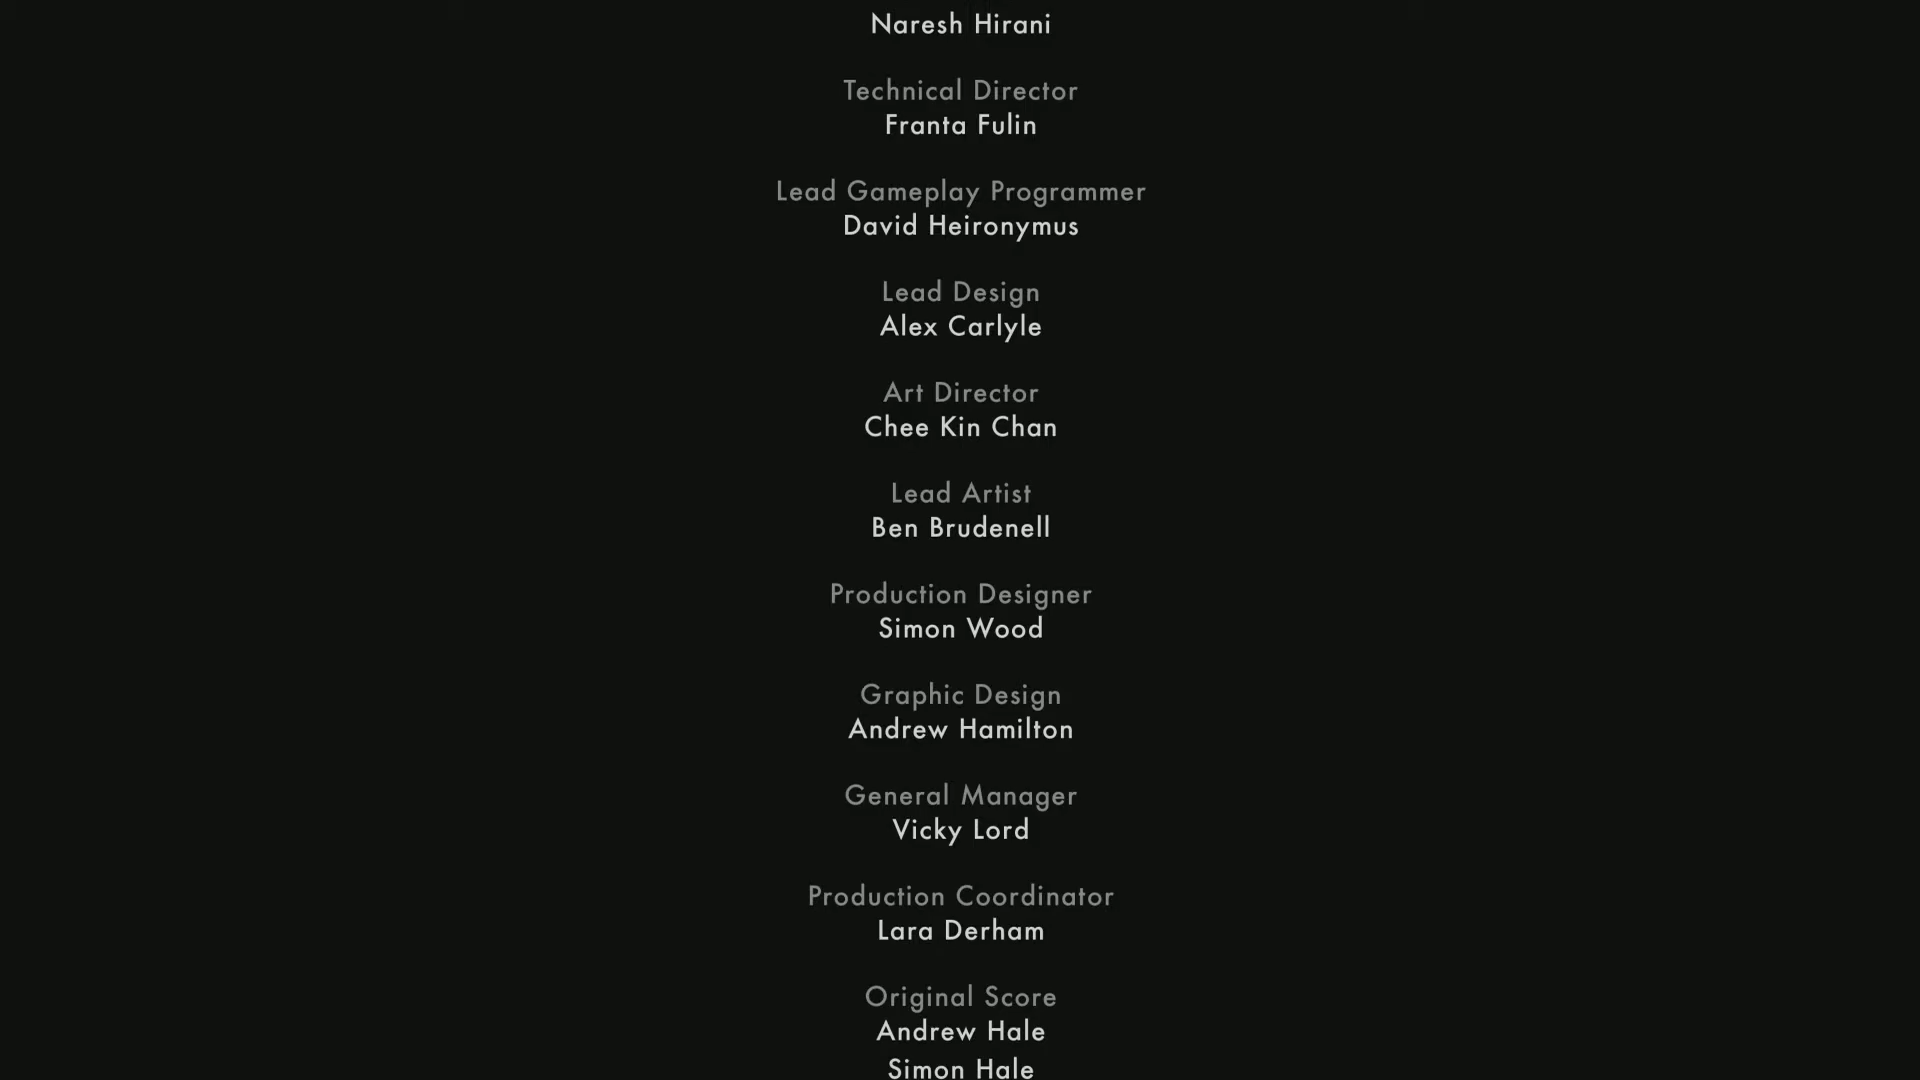 Naresh Hirani
Technical Director
Franta Fulin
Lead Gameplay Programmer
David Heironymus
Lead Design
Alex Carlyle
Art Director
Chee Kin Chan
Lead Artist
Ben Brudenell
Production Designer
Simon Wood
Graphic Design
Andrew Hamilton
General Manager
Vicky Lord
Production Coordinator
Lara Derham
Original Score
Andrew Hale
Simon Hale